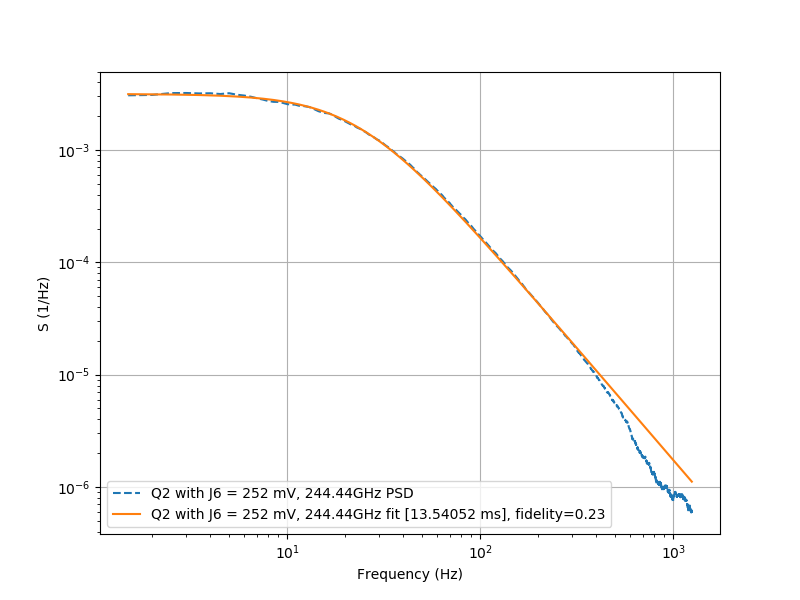 10⁻³
10⁻⁴
10⁻⁵
10⁻⁶
S (1/Hz)
Q2 with J6 = 252 mV, 244.44GHz PSD
Q2 with J6 = 252 mV, 244.44GHz fit [13.54052 ms], fidelity=0.23
10¹ 10² 10³
Frequency (Hz)